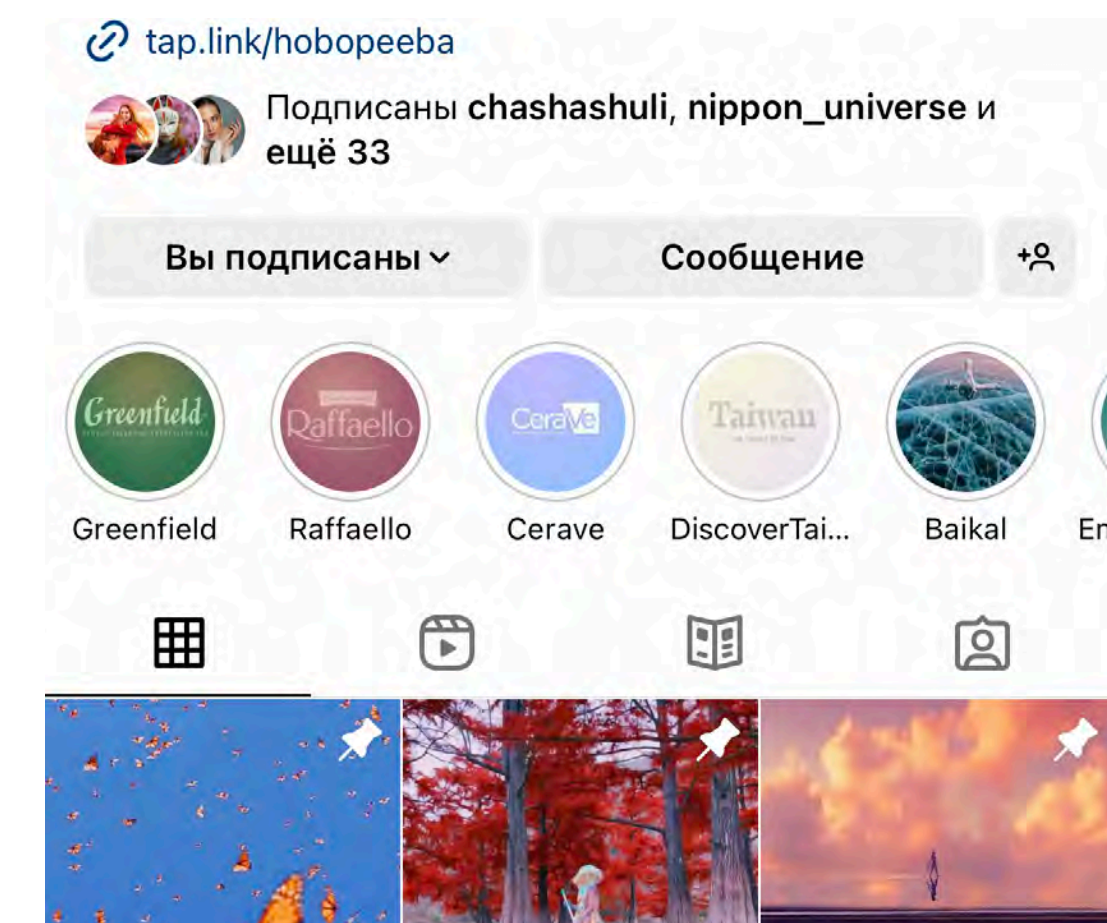 tap.link/hobopeeba
Подписаны chashashuli, nippon_universe и
ещё 33
Вы подписаны
Сообщение
Greenfield
Raffaello
CeraVe
Taiwan
Greenfield
Raffaello
Cerave
DiscoverTai...
Baikal